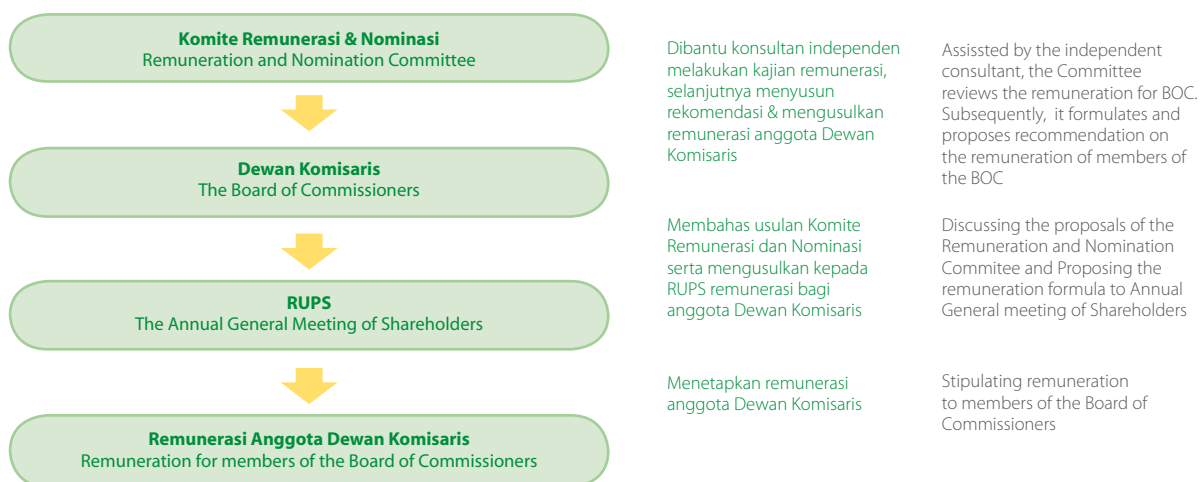 Komite Remunerasi & Nominasi
Remuneration and Nomination Committee
Dewan Komisaris
The Board of Commissioners
RUPS
The Annual General Meeting of Shareholders
Remunerasi Anggota Dewan Komisaris
Remuneration for members of the Board of Commissioners
Dibantu konsultan independen
melakukan kajian remunerasi,
selanjutnya menyusun
rekomendasi & mengusulkan
remunerasi anggota Dewan
Komisaris
Membahas usulan Komite
Remunerasi dan Nominasi
serta mengusulkan kepada
RUPS remunerasi bagi
anggota Dewan Komisaris
Menetapkan remunerasi
anggota Dewan Komisaris
Assissted by the independent
consultant, the Committee
reviews the remuneration for BOC.
Subsequently, it formulates and
proposes recommendation on
the remuneration of members of
the BOC
Discussing the proposals of the
Remuneration and Nomination
Commitee and Proposing the
remuneration formula to Annual
General meeting of Shareholders
Stipulating remuneration
to members of the Board of
Commissioners